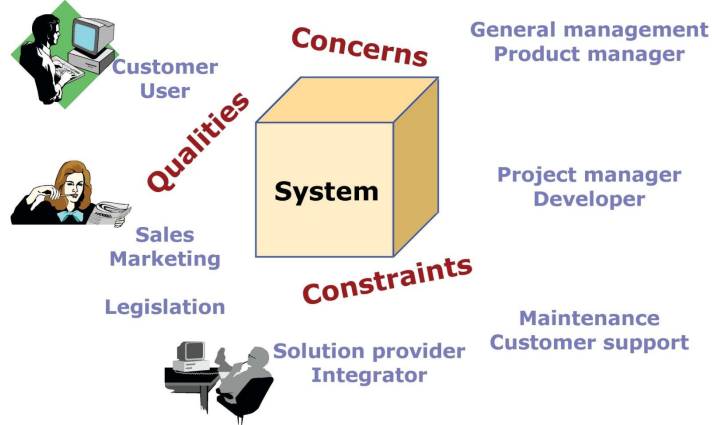 Concerns
General management
Product manager
Customer
User
Qualities
System
Project manager
Developer
Sales
Marketing
Constraints
Legislation
Maintenance
Customer support
Solution provider
Integrator